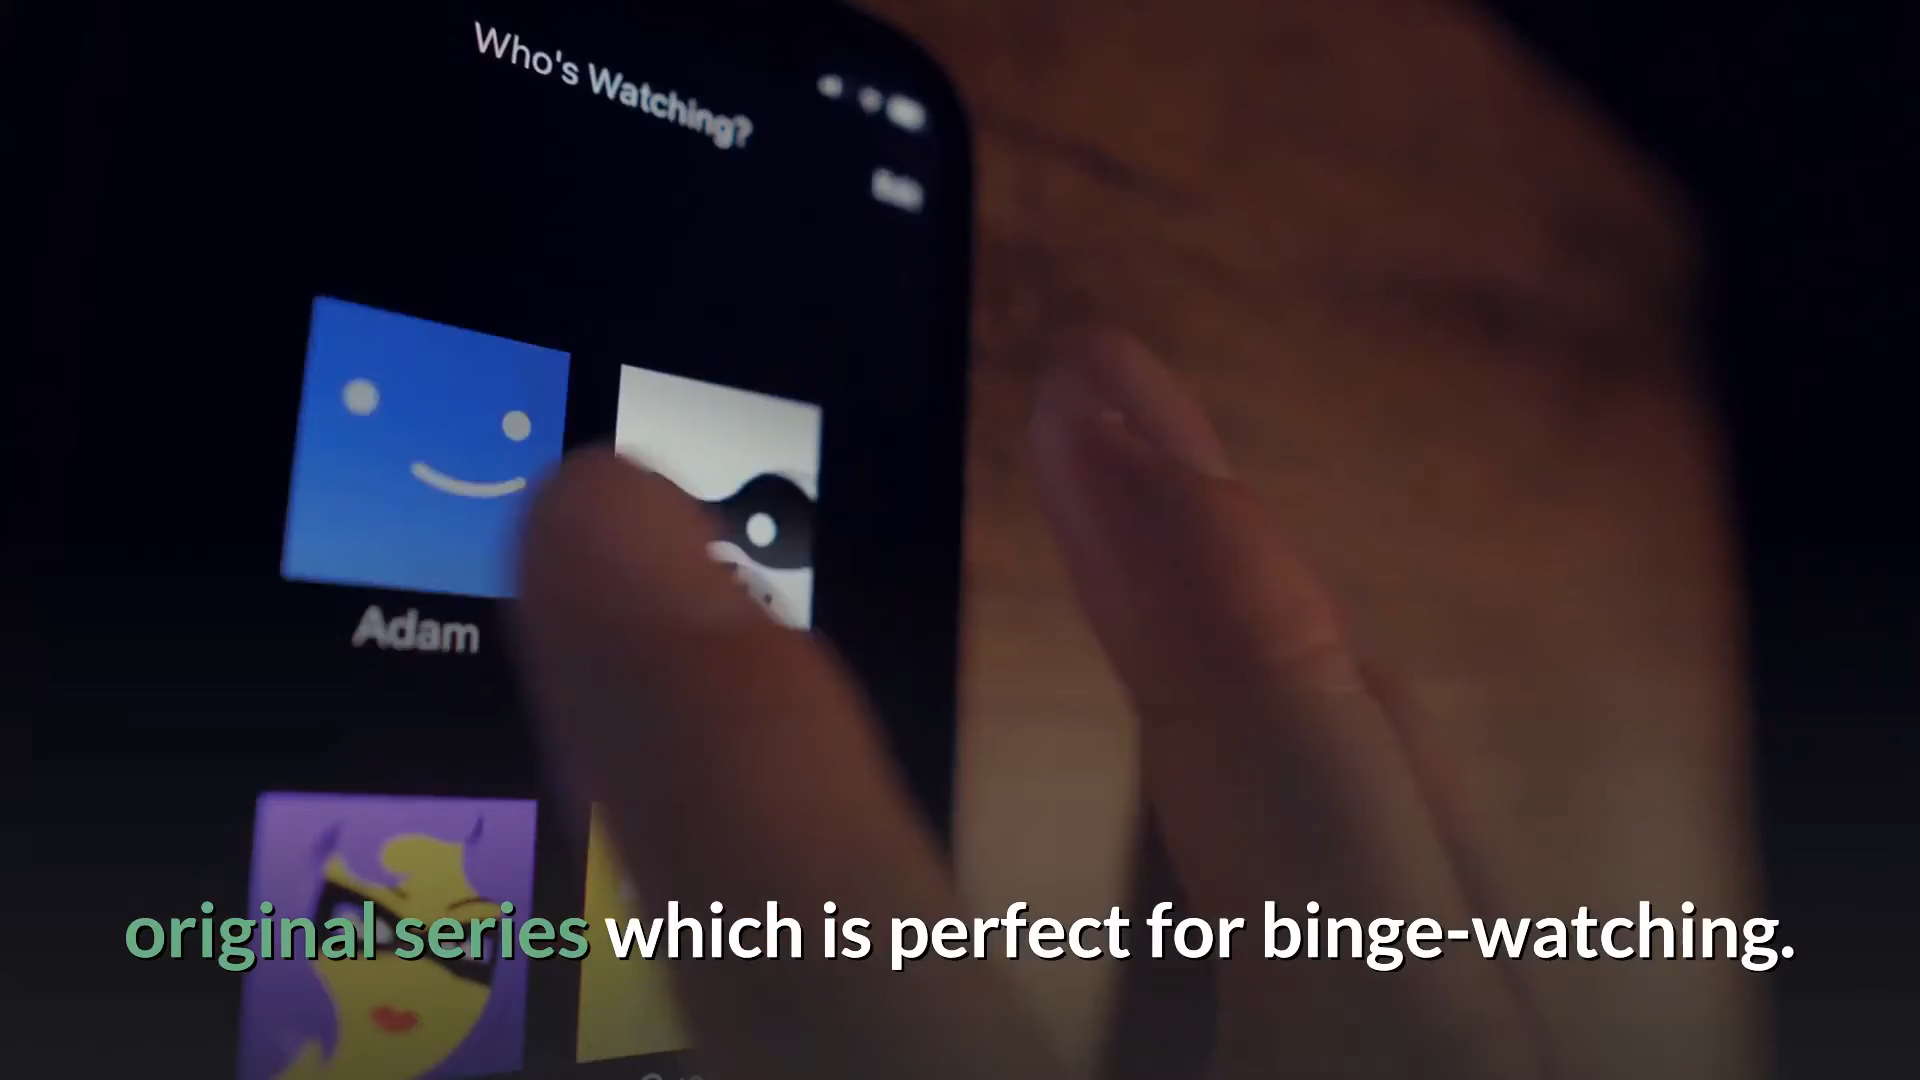 Who's Watching?
Adam
original series which is perfect for binge-watching.